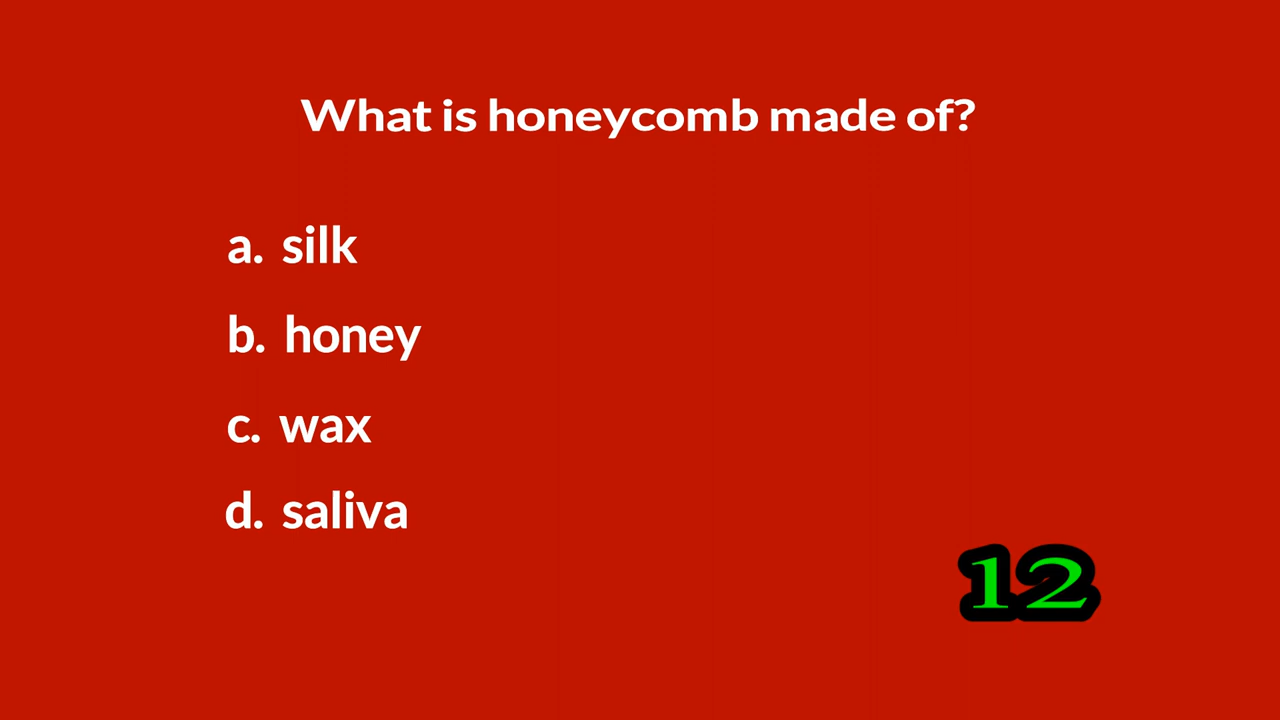 What is honeycomb made of?
a. silk
b. honey
c. wax
d. saliva
12